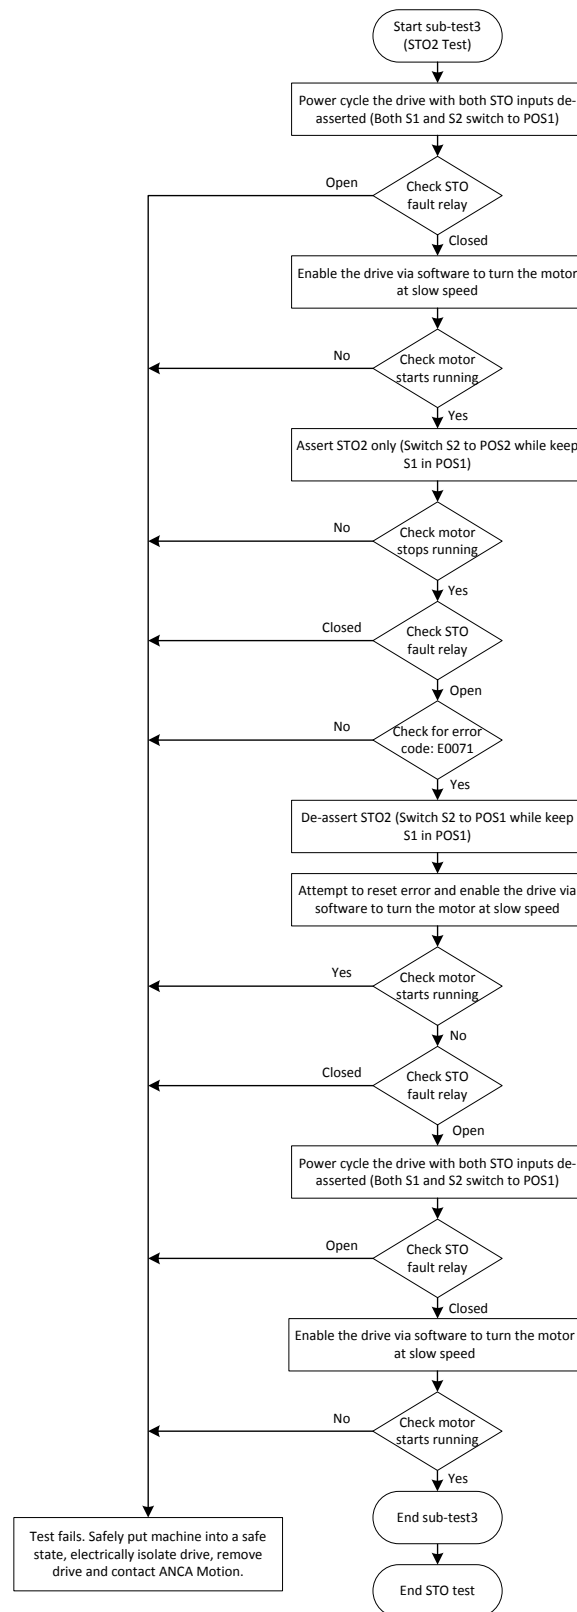 Start sub-test3
(STO2 Test)
Power cycle the drive with both STO inputs de-
asserted (Both S1 and S2 switch to POS1)
Open
Check STO
fault relay
Closed
Enable the drive via software to turn the motor
at slow speed
No
Check motor
starts running
Yes
Assert STO2 only (Switch S2 to POS2 while keep
S1 in POS1)
No
Check motor
stops running
Yes
Closed
Check STO
fault relay
Open
No
Check for error
code: E0071
Yes
De-assert STO2 (Switch S2 to POS1 while keep
S1 in POS1)
Attempt to reset error and enable the drive via
software to turn the motor at slow speed
Yes
Check motor
starts running
No
Closed
Check STO
fault relay
Open
Power cycle the drive with both STO inputs de-
asserted (Both S1 and S2 switch to POS1)
Open
Check STO
fault relay
Closed
Enable the drive via software to turn the motor
at slow speed
No
Check motor
starts running
Yes
End sub-test3
Test fails. Safely put machine into a safe
state, electrically isolate drive, remove
drive and contact ANCA Motion.
End STO test